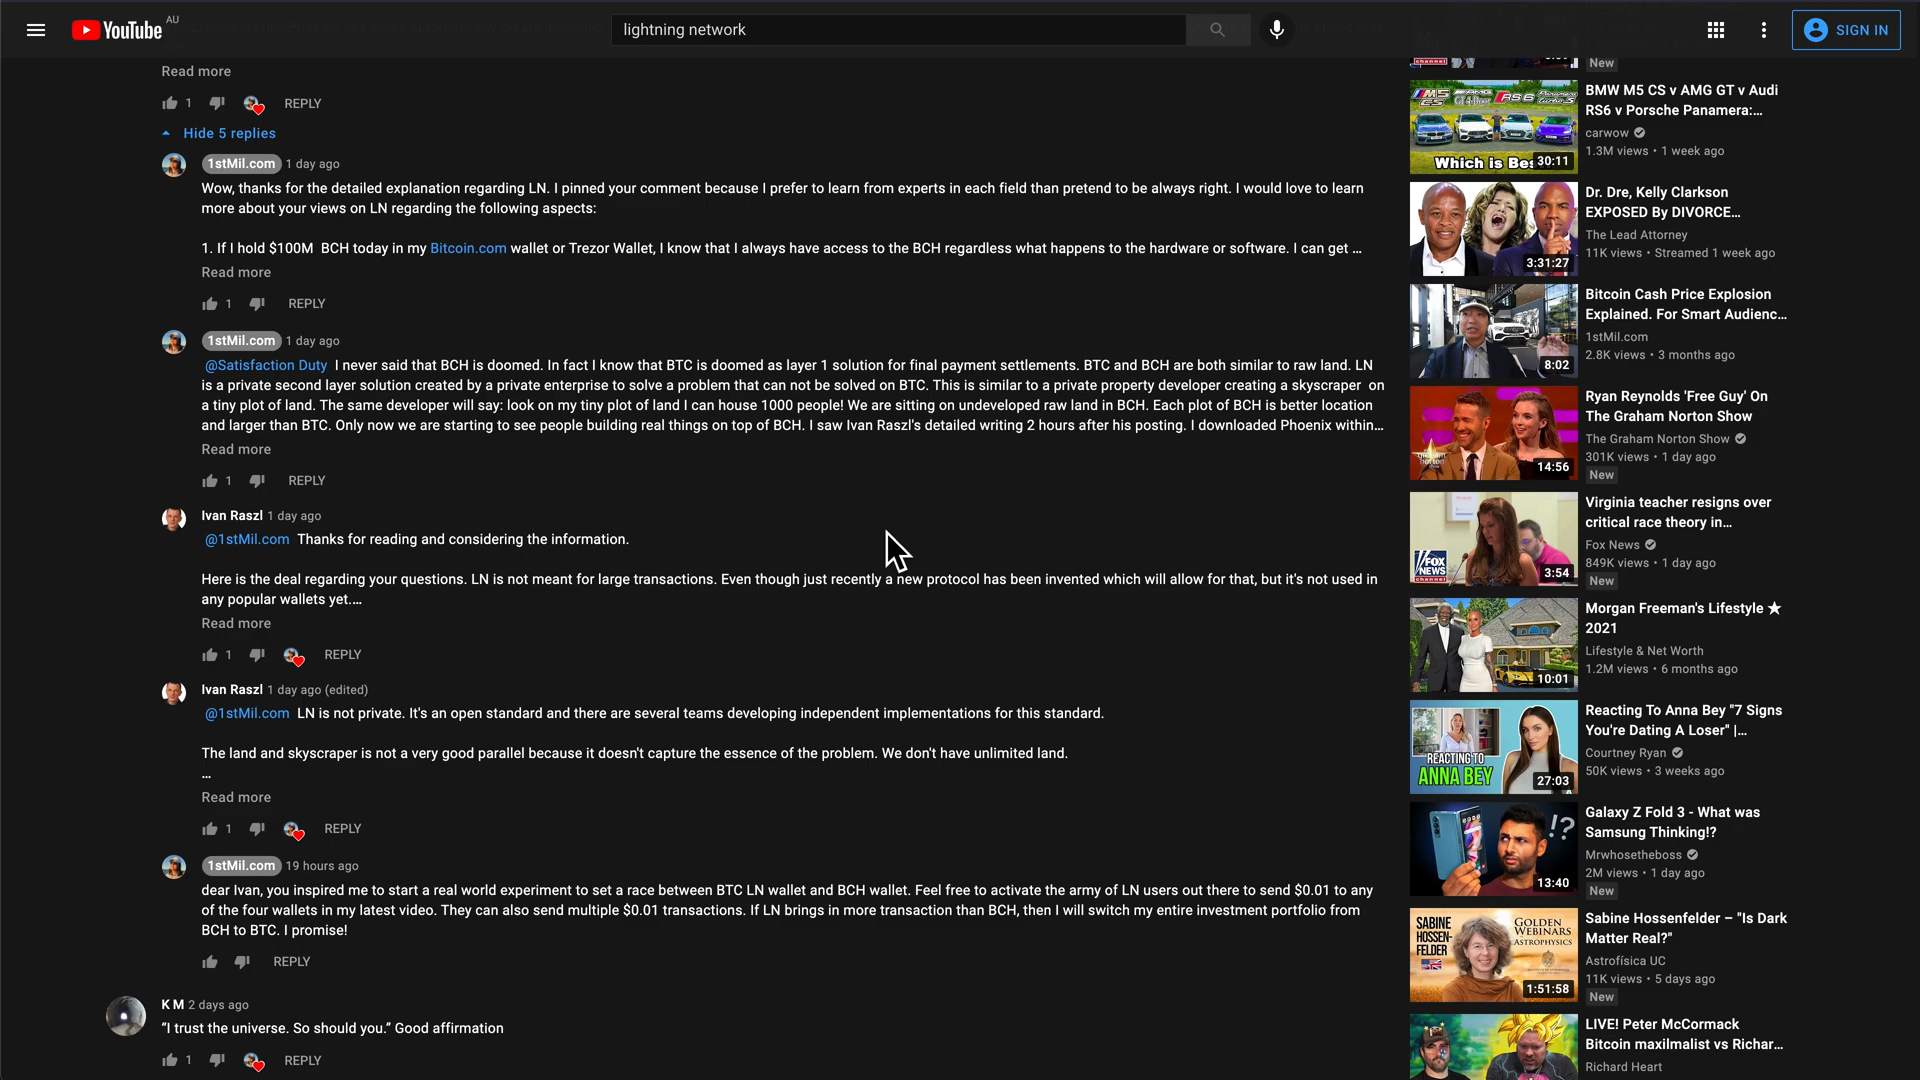 YouTube AU
lightning network
SIGN IN
Read more
1
REPLY
Hide 5 replies
1stMil.com 1 day ago
Wow, thanks for the detailed explanation regarding LN. I pinned your comment because I prefer to learn from experts in each field than pretend to be always right. I would love to learn
more about your views on LN regarding the following aspects:
1. If I hold $100M BCH today in my Bitcoin.com wallet or Trezor Wallet, I know that I always have access to the BCH regardless what happens to the hardware or software. I can get ...
Read more
1 REPLY
1stMil.com 1 day ago
@Satisfaction Duty I never said that BCH is doomed. In fact I know that BTC is doomed as layer 1 solution for final payment settlements. BTC and BCH are both similar to raw land. LN
is a private second layer solution created by a private enterprise to solve a problem that can not be solved on BTC. This is similar to a private property developer creating a skyscraper on
a tiny plot of land. The same developer will say: look on my tiny plot of land I can house 1000 people! We are sitting on undeveloped raw land in BCH. Each plot of BCH is better location
and larger than BTC. Only now we are starting to see people building real things on top of BCH. I saw Ivan Raszl's detailed writing 2 hours after his posting. I downloaded Phoenix within...
Read more
1 REPLY
Ivan Raszl 1 day ago
@1stMil.com Thanks for reading and considering the information.
Here is the deal regarding your questions. LN is not meant for large transactions. Even though just recently a new protocol has been invented which will allow for that, but it's not used in
any popular wallets yet....
Read more
1 REPLY
Ivan Raszl 1 day ago (edited)
@1stMil.com LN is not private. It's an open standard and there are several teams developing independent implementations for this standard.
The land and skyscraper is not a very good parallel because it doesn't capture the essence of the problem. We don't have unlimited land.
...
Read more
1 REPLY
1stMil.com 19 hours ago
dear Ivan, you inspired me to start a real world experiment to set a race between BTC LN wallet and BCH wallet. Feel free to activate the army of LN users out there to send $0.01 to any
of the four wallets in my latest video. They can also send multiple $0.01 transactions. If LN brings in more transaction than BCH, then I will switch my entire investment portfolio from
BCH to BTC. I promise!
REPLY
K M 2 days ago
“I trust the universe. So should you.” Good affirmation
1 REPLY
channel
New
M5 CS AMG GT 4-Door RS6 Panamera Turbo S
Which is Bes 30:11
BMW M5 CS v AMG GT v Audi
RS6 v Porsche Panamera:...
carwow
1.3M views • 1 week ago
3:31:27
Dr. Dre, Kelly Clarkson
EXPOSED By DIVORCE...
The Lead Attorney
11K views • Streamed 1 week ago
8:02
Bitcoin Cash Price Explosion
Explained. For Smart Audienc...
1stMil.com
2.8K views • 3 months ago
graham norton
14:56
Ryan Reynolds 'Free Guy' On
The Graham Norton Show
The Graham Norton Show
301K views • 1 day ago
New
FOX NEWS channel
3:54
Virginia teacher resigns over
critical race theory in...
Fox News
849K views • 1 day ago
New
10:01
Morgan Freeman's Lifestyle ★
2021
Lifestyle & Net Worth
1.2M views • 6 months ago
REACTING TO
ANNA BEY
27:03
Reacting To Anna Bey "7 Signs
You're Dating A Loser" |...
Courtney Ryan
50K views • 3 weeks ago
!?
13:40
Galaxy Z Fold 3 - What was
Samsung Thinking!?
Mrwhosetheboss
2M views • 1 day ago
New
SABINE HOSSEN-FELDER
GOLDEN WEBINARS ASTROPHYSICS
1:51:58
Sabine Hossenfelder – "Is Dark
Matter Real?"
Astrofísica UC
11K views • 5 days ago
New
LIVE! Peter McCormack
Bitcoin maxilmalist vs Richar...
Richard Heart